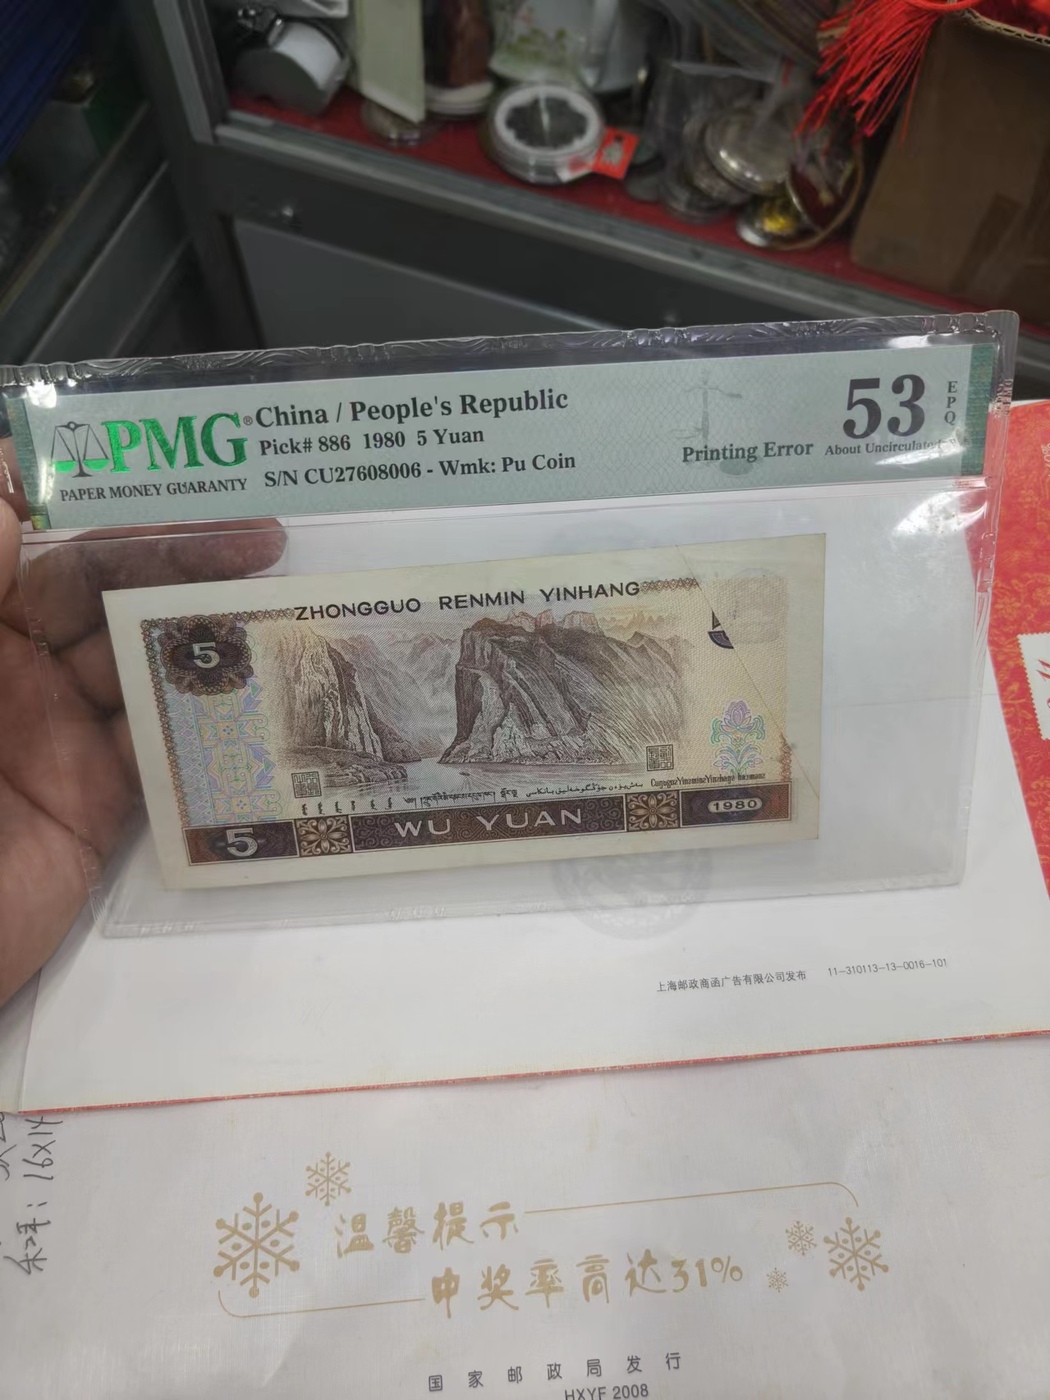 PMG®
PAPER MONEY GUARANTY
China / People's Republic
Pick# 886 1980 5 Yuan
S/N CU27608006 - Wmk: Pu Coin
Printing Error
53
EPQ
About Uncirculated
ZHONGGUO RENMIN YINHANG
5
5
WU YUAN
1980
上海邮政商函广告有限公司发布 11-310113-13-0016-101
16X14
温馨提示
中奖率高达31%
国家邮政局发行
HXYF 2008